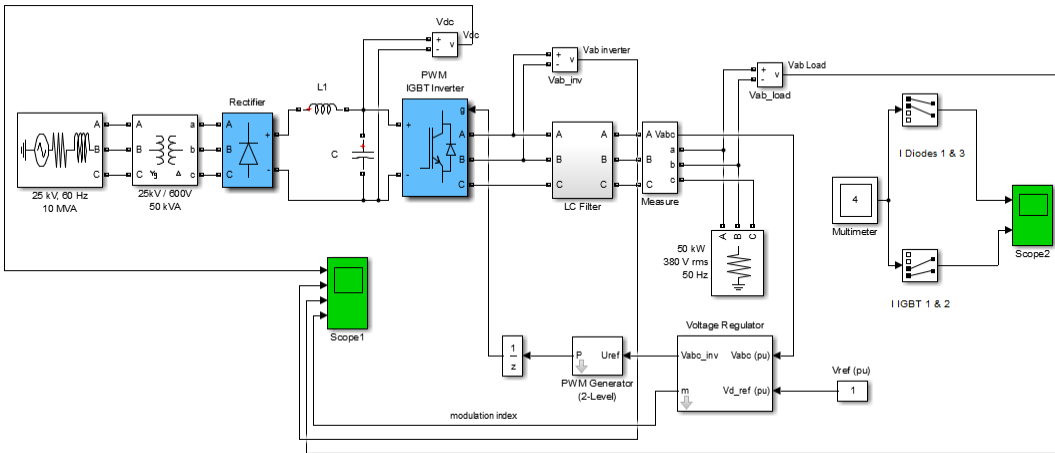 Vdc
+
-
v
Vdc
L1
PWM
IGBT Inverter
+
-
v
Vab inverter
Vab_inv
+
-
v
Vab Load
Vab_load
Rectifier
A
B
C
a
b
c
A
B
C
+
-
C
+
-
g
A
B
C
A
B
C
A
B
C
A
B
C
Vabc
a
b
c
Yg
Δ
25 kV, 60 Hz
10 MVA
25kV / 600V
50 kVA
LC Filter
Measure
I Diodes 1 & 3
4
Multimeter
Scope2
I IGBT 1 & 2
A
B
C
50 kW
380 V rms
50 Hz
Scope1
Voltage Regulator
1
z
P
Uref
PWM Generator
(2-Level)
Vabc_inv
Vabc (pu)
m
Vd_ref (pu)
Vref (pu)
1
modulation index